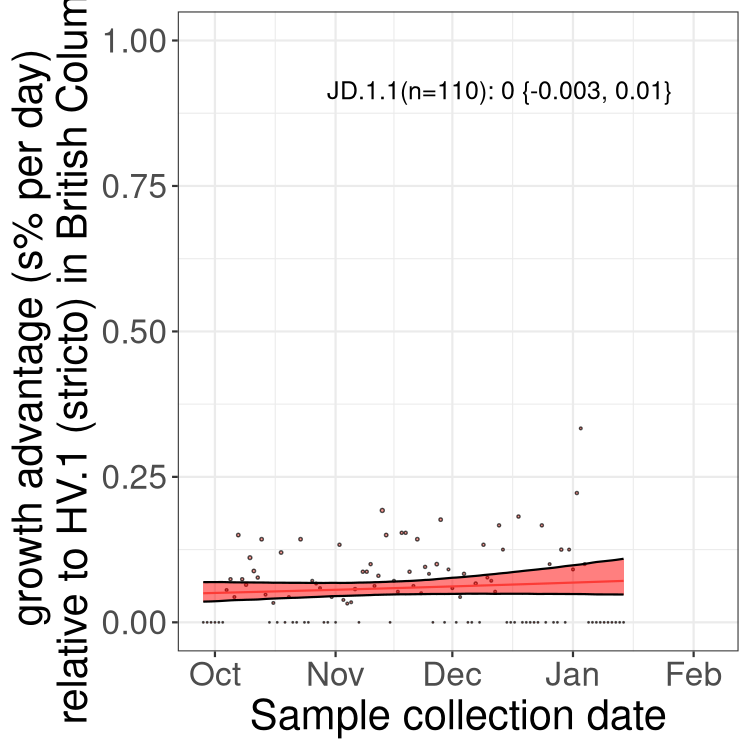 growth advantage (s% per day)
relative to HV.1 (stricto) in British Colum
1.00
0.75
0.50
0.25
0.00
JD.1.1(n=110): 0 {-0.003, 0.01}
Oct Nov Dec Jan Feb
Sample collection date